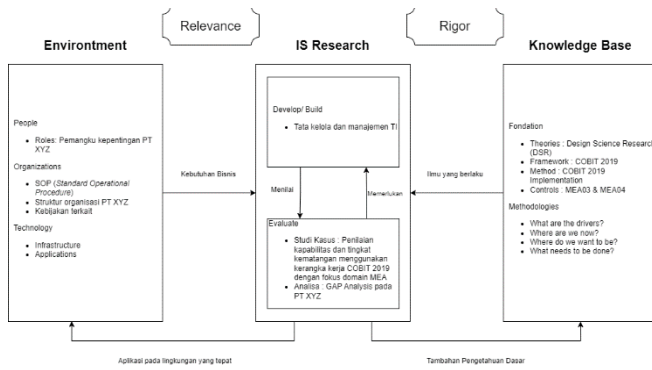 Relevance
Rigor
Environtment
IS Research
Knowledge Base
People
Roles: Pemangku kepentingan PT
XYZ
Organizations
SOP (Standard Operational
Procedure)
Struktur organisasi PT XYZ
Kebijakan terkait
Technology
Infrastructure
Applications
Kebutuhan Bisnis
Develop/ Build
Tata kelola dan manajemen TI
Menilai
Memerlukan
Evaluate
Studi Kasus : Penilaian
kapabilitas dan tingkat
kematangan menggunakan
kerangka kerja COBIT 2019
dengan fokus domain MEA
Analisa : GAP Analysis pada
PT XYZ
Ilmu yang berlaku
Fondation
Theories : Design Science Research
(DSR)
Framework : COBIT 2019
Method : COBIT 2019
Implementation
Controls : MEA03 & MEA04
Methodologies
What are the drivers?
Where are we now?
Where do we want to be?
What needs to be done?
Aplikasi pada lingkungan yang tepat
Tambahan Pengetahuan Dasar